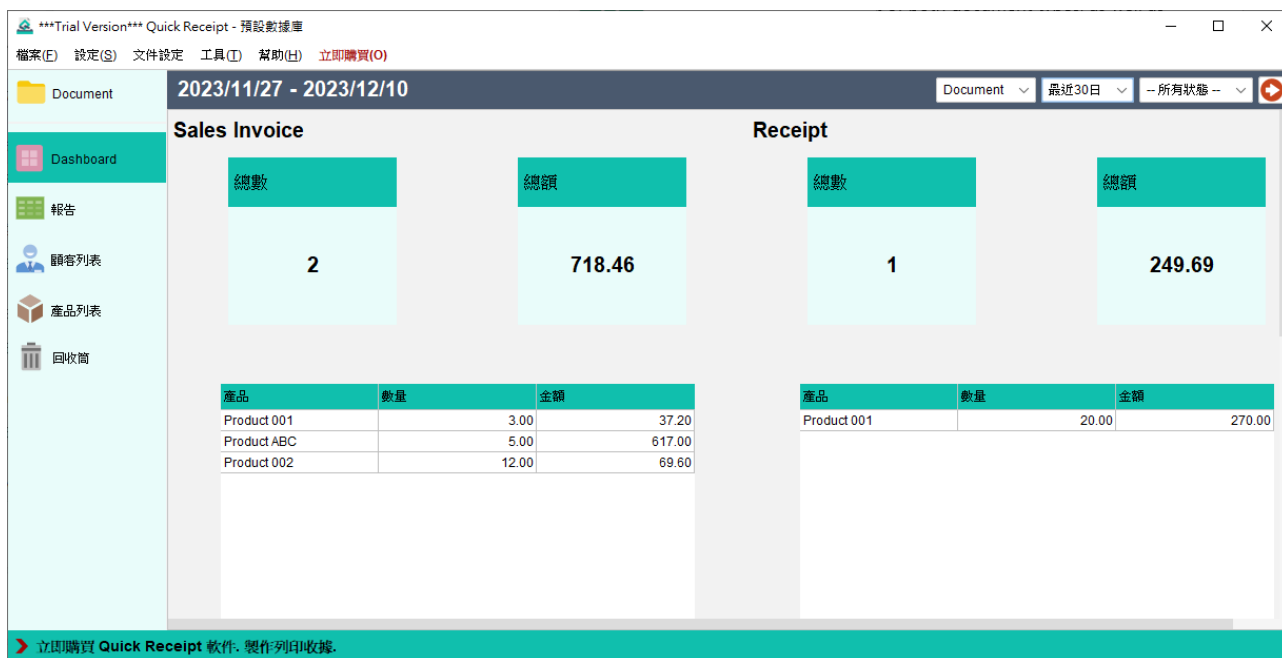 ***Trial Version*** Quick Receipt - 預設數據庫
檔案(F) 設定(S) 文件設定 工具(T) 幫助(H) 立即購買(O)
Document
2023/11/27 - 2023/12/10
Document 最近30日 -- 所有狀態 --
Dashboard
報告
顧客列表
產品列表
回收筒
Sales Invoice
總數
2
總額
718.46
產品 數量 金額
Product 001 3.00 37.20
Product ABC 5.00 617.00
Product 002 12.00 69.60
Receipt
總數
1
總額
249.69
產品 數量 金額
Product 001 20.00 270.00
立即購買 Quick Receipt 軟件. 製作列印收據.